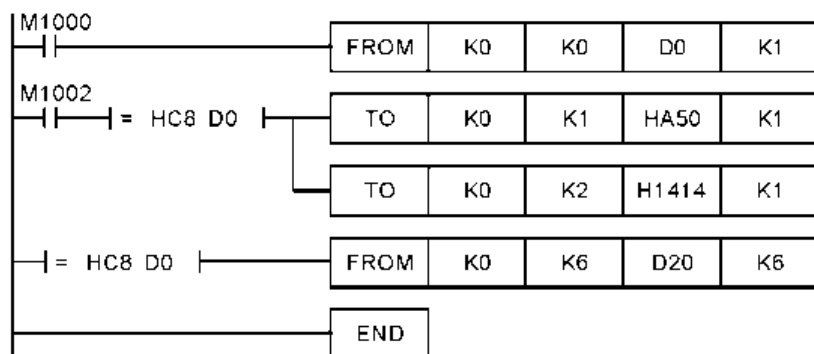 M1000
FROM K0 K0 D0 K1
M1002
= HC8 D0 TO K0 K1 HA50 K1
TO K0 K2 H1414 K1
= HC8 D0 FROM K0 K6 D20 K6
END